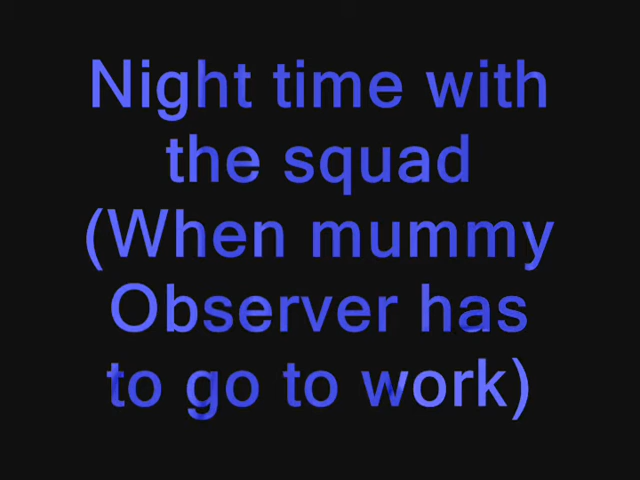 Night time with
the squad
(When mummy
Observer has
to go to work)